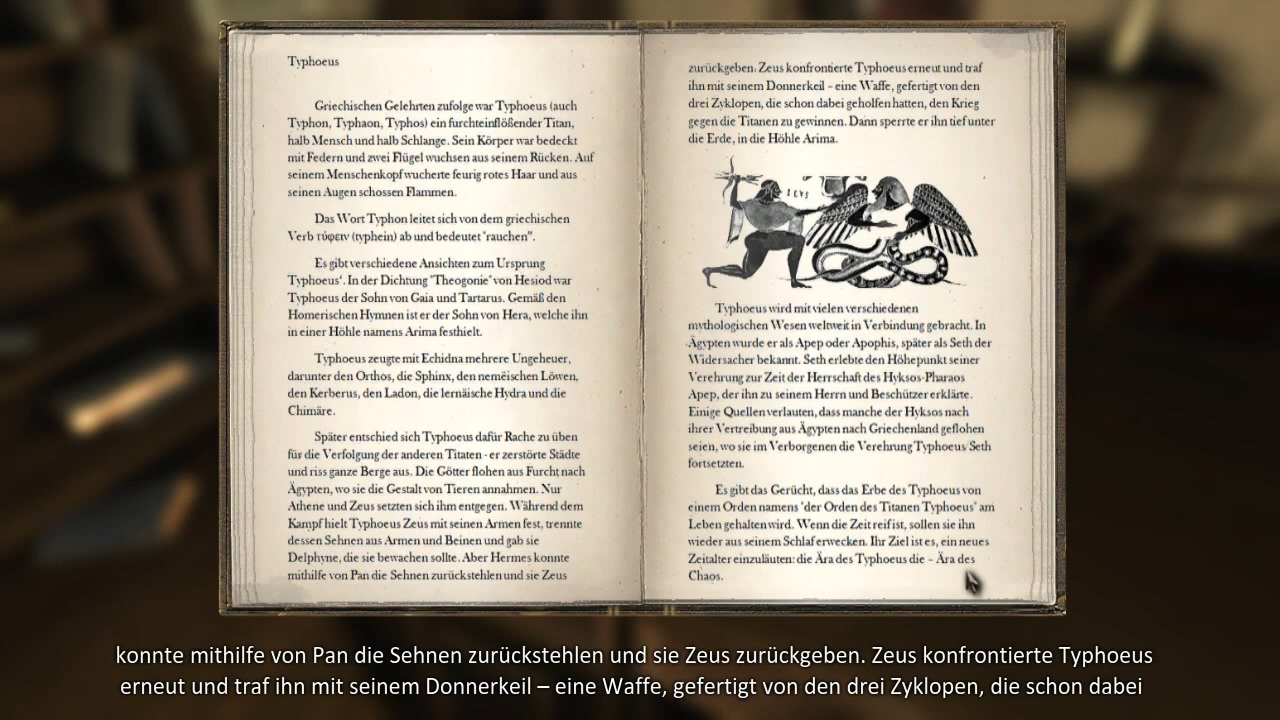 Typhoeus
Griechischen Gelehrten zufolge war Typhoeus (auch
Typhon, Typhaon, Typhos) ein furchteinflößender Titan,
halb Mensch und halb Schlange. Sein Körper war bedeckt
mit Federn und zwei Flügel wuchsen aus seinem Rücken. Auf
seinem Menschenkopf wucherte feurig rotes Haar und aus
seinen Augen schossen Flammen.
Das Wort Typhon leitet sich von dem griechischen
Verb τύφειν (typhein) ab und bedeutet "rauchen".
Es gibt verschiedene Ansichten zum Ursprung
Typhoeus'. In der Dichtung "Theogonie" von Hesiod war
Typhoeus der Sohn von Gaia und Tartarus. Gemäß den
Homerischen Hymnen ist er der Sohn von Hera, welche ihn
in einer Höhle namens Arima festhielt.
Typhoeus zeugte mit Echidna mehrere Ungeheuer,
darunter den Orthos, die Sphinx, den nemëischen Löwen,
den Kerberus, den Ladon, die lernäische Hydra und die
Chimäre.
Später entschied sich Typhoeus dafür Rache zu üben
für die Verfolgung der anderen Titaten - er zerstörte Städte
und riss ganze Berge aus. Die Götter flohen aus Furcht nach
Ägypten, wo sie die Gestalt von Tieren annahmen. Nur
Athene und Zeus setzten sich ihm entgegen. Während dem
Kampf hielt Typhoeus Zeus mit seinen Armen fest, trennte
dessen Sehnen aus Armen und Beinen und gab sie
Delphyne, die sie bewachen sollte. Aber Hermes konnte
mithilfe von Pan die Sehnen zurückstehlen und sie Zeus
zurückgeben. Zeus konfrontierte Typhoeus erneut und traf
ihn mit seinem Donnerkeil – eine Waffe, gefertigt von den
drei Zyklopen, die schon dabei geholfen hatten, den Krieg
gegen die Titanen zu gewinnen. Dann sperrte er ihn tief unter
die Erde, in die Höhle Arima.
Typhoeus wird mit vielen verschiedenen
mythologischen Wesen weltweit in Verbindung gebracht. In
Ägypten wurde er als Apep oder Apophis, später als Seth der
Widersacher bekannt. Seth erlebte den Höhepunkt seiner
Verehrung zur Zeit der Herrschaft des Hyksos-Pharaos
Apep, der ihn zu seinem Herrn und Beschützer erklärte.
Einige Quellen verlauten, dass manche der Hyksos nach
ihrer Vertreibung aus Ägypten nach Griechenland geflohen
seien, wo sie im Verborgenen die Verehrung Typhoeus/Seth
fortsetzten.
Es gibt das Gerücht, dass das Erbe des Typhoeus von
einem Orden namens "der Orden des Titanen Typhoeus" am
Leben gehalten wird. Wenn die Zeit reif ist, sollen sie ihn
wieder aus seinem Schlaf erwecken. Ihr Ziel ist es, ein neues
Zeitalter einzuläuten: die Ära des Typhoeus die – Ära des
Chaos.
konnte mithilfe von Pan die Sehnen zurückstehlen und sie Zeus zurückgeben. Zeus konfrontierte Typhoeus
erneut und traf ihn mit seinem Donnerkeil – eine Waffe, gefertigt von den drei Zyklopen, die schon dabei